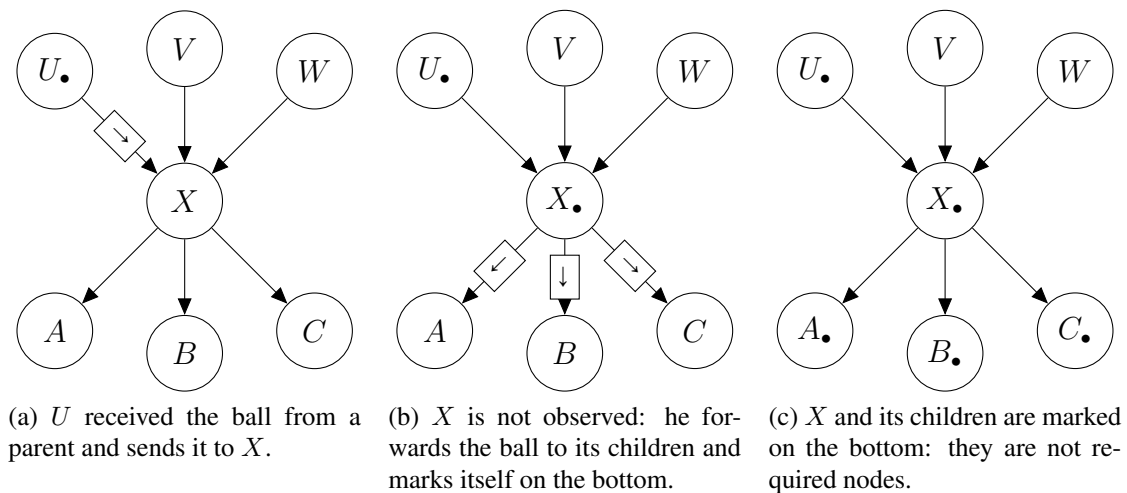 V V V
U• W U• W U• W
X X• X•
A C A C A• C•
B B B•
(a) U received the ball from a
parent and sends it to X.
(b) X is not observed: he for-
wards the ball to its children and
marks itself on the bottom.
(c) X and its children are marked
on the bottom: they are not re-
quired nodes.